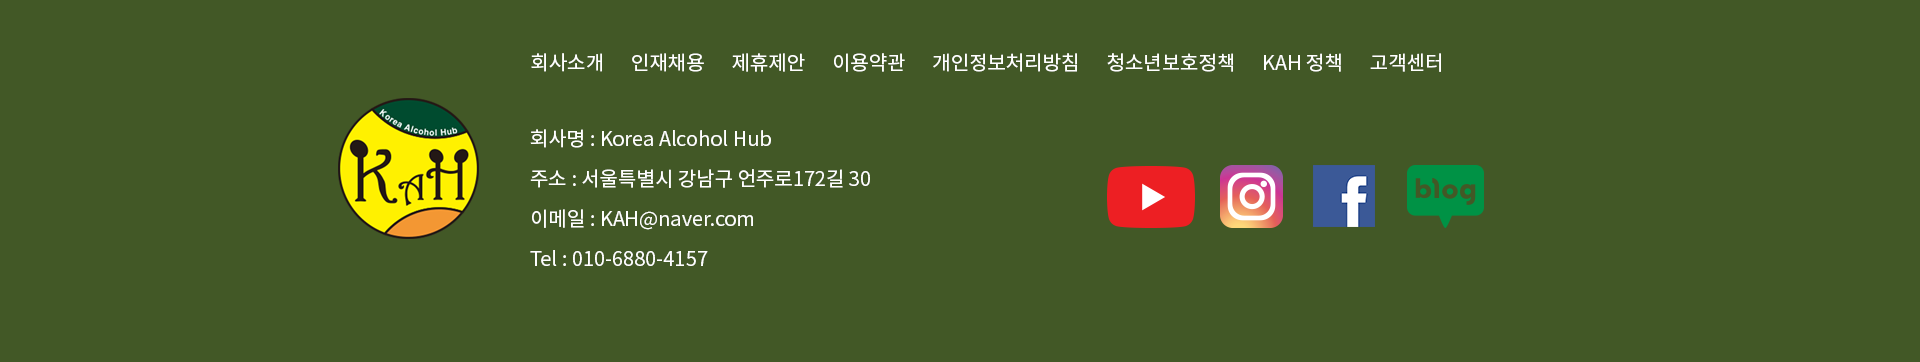 회사소개 인재채용 제휴제안 이용약관 개인정보처리방침 청소년보호정책 KAH 정책 고객센터
Korea Alcohol Hub
KAH
회사명 : Korea Alcohol Hub
주소 : 서울특별시 강남구 언주로172길 30
이메일 : KAH@naver.com
Tel : 010-6880-4157
f
blog